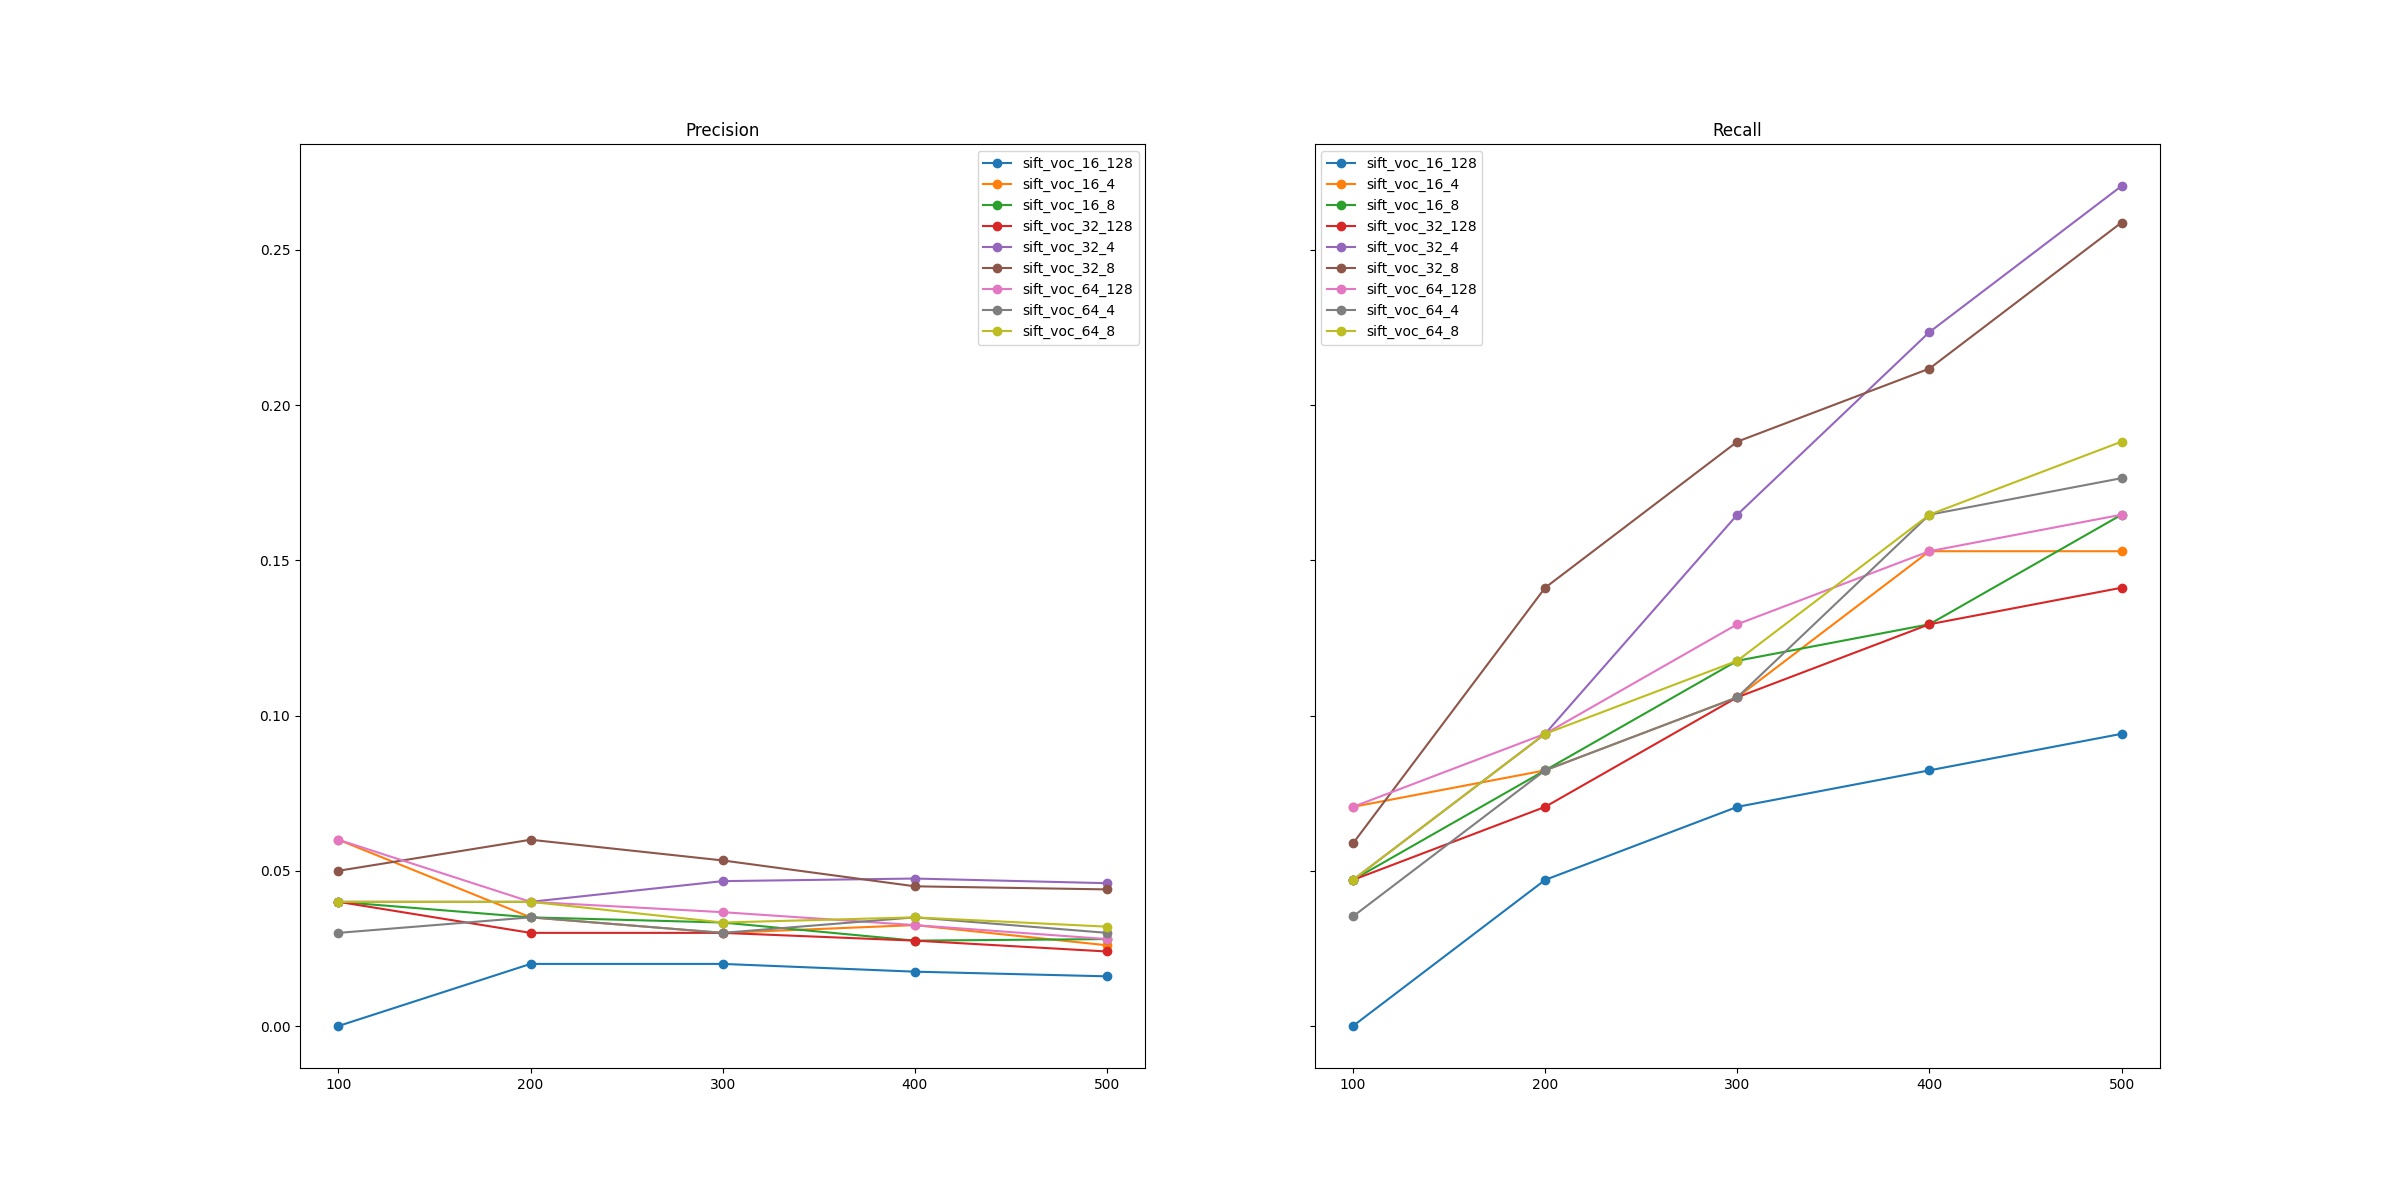 Precision
sift_voc_16_128
sift_voc_16_4
sift_voc_16_8
sift_voc_32_128
sift_voc_32_4
sift_voc_32_8
sift_voc_64_128
sift_voc_64_4
sift_voc_64_8
0.25
0.20
0.15
0.10
0.05
0.00
100 200 300 400 500
Recall
sift_voc_16_128
sift_voc_16_4
sift_voc_16_8
sift_voc_32_128
sift_voc_32_4
sift_voc_32_8
sift_voc_64_128
sift_voc_64_4
sift_voc_64_8
100 200 300 400 500